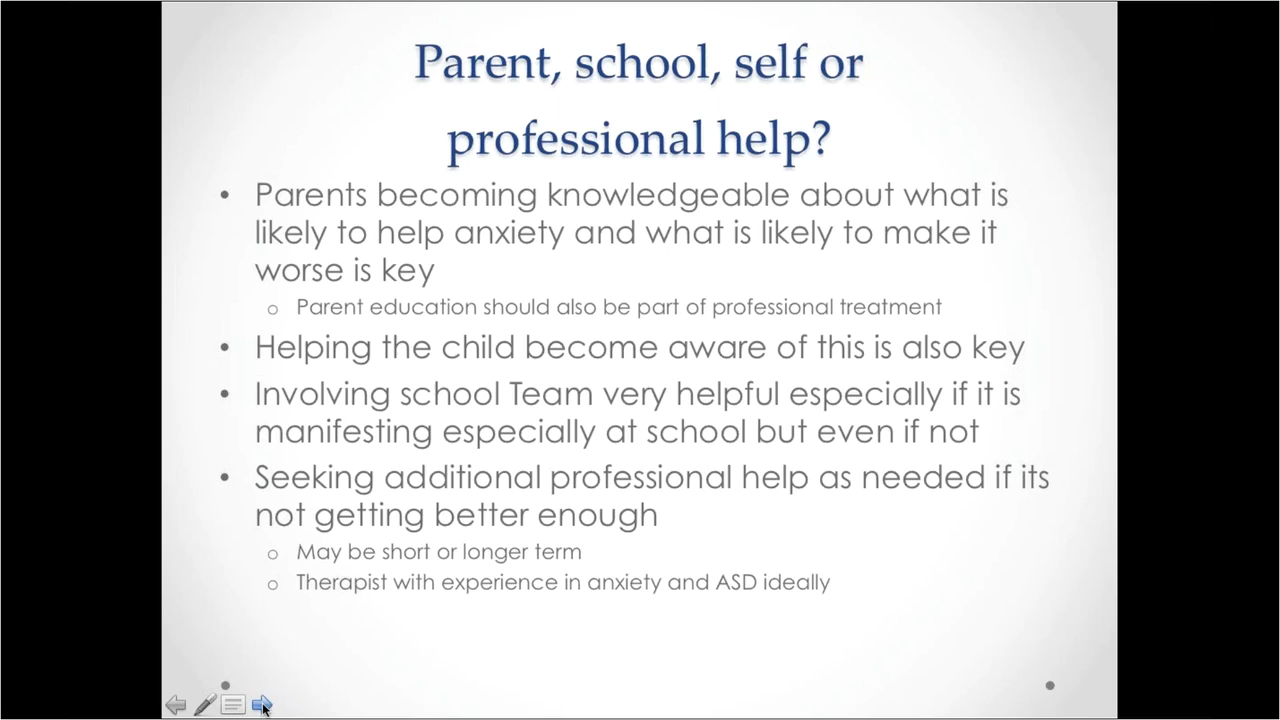 Parent, school, self or
professional help?
• Parents becoming knowledgeable about what is
likely to help anxiety and what is likely to make it
worse is key
o Parent education should also be part of professional treatment
• Helping the child become aware of this is also key
• Involving school Team very helpful especially if it is
manifesting especially at school but even if not
• Seeking additional professional help as needed if its
not getting better enough
o May be short or longer term
o Therapist with experience in anxiety and ASD ideally